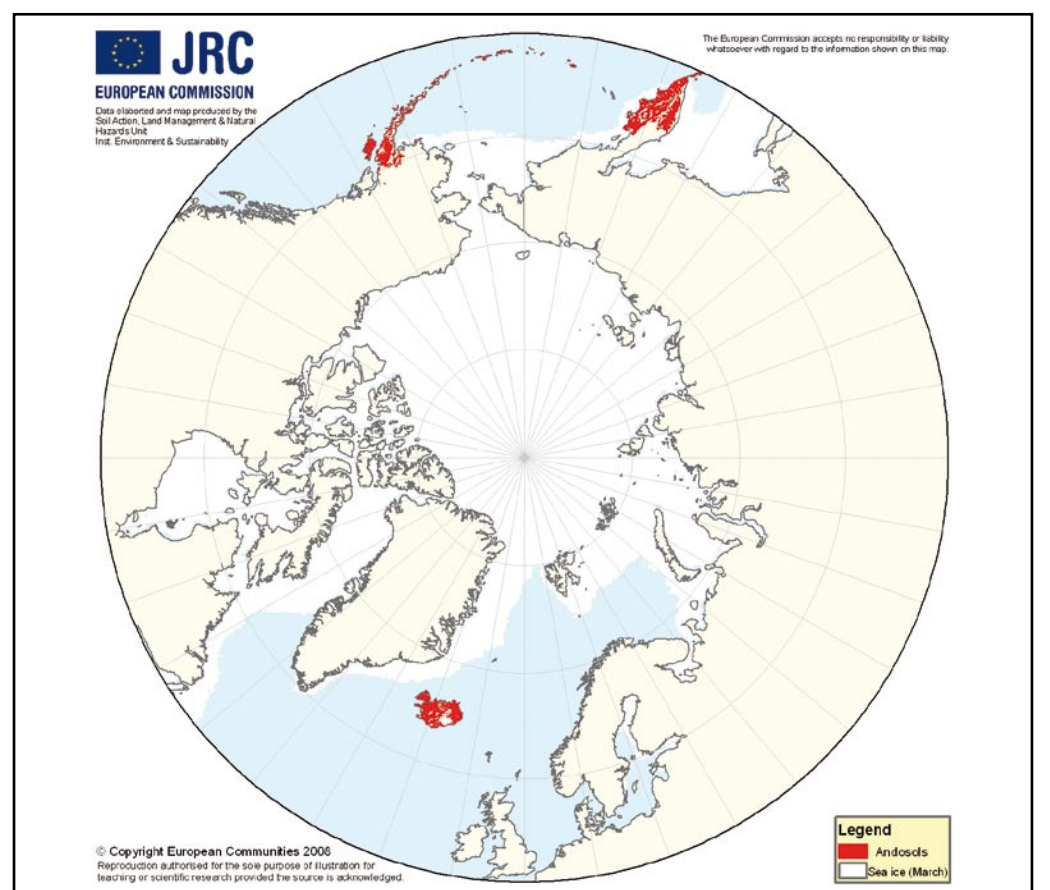 JRC
EUROPEAN COMMISSION
Data elaborted and map produced by the
Soil Action, Land Management & Natural
Hazards Unit
Inst. Environment & Sustainability
The European Commission accepts no responsibility or liability
whatsoever with regard to the information shown on this map.
© Copyright European Communities 2008
Reproduction authorised for the sole purpose of illustration for
teaching or scientific research provided the source is acknowledged.
Legend
Andosols
Sea ice (March)